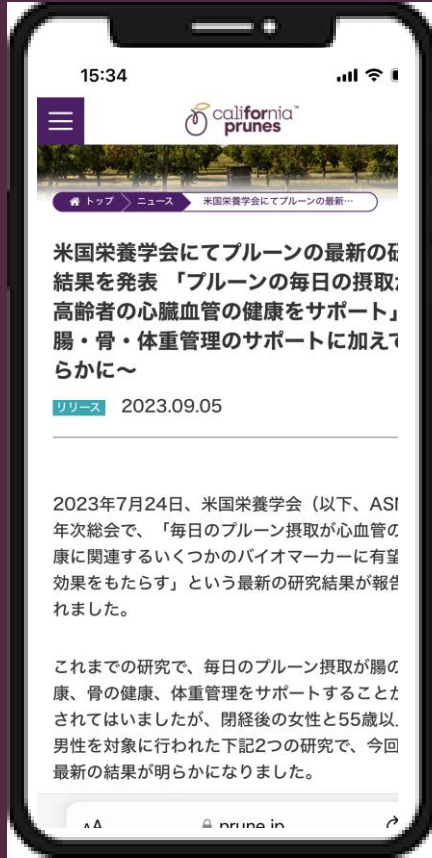 15:34
california™
prunes
トップ
ニュース
米国栄養学会にてプルーンの最新…
米国栄養学会にてプルーンの最新の研
結果を発表 「プルーンの毎日の摂取が
高齢者の心臓血管の健康をサポート」
腸・骨・体重管理のサポートに加えて
らかに〜
リリース 2023.09.05
2023年7月24日、米国栄養学会（以下、ASN
年次総会で、「毎日のプルーン摂取が心血管の
康に関連するいくつかのバイオマーカーに有望
効果をもたらす」という最新の研究結果が報告
れました。
これまでの研究で、毎日のプルーン摂取が腸の
康、骨の健康、体重管理をサポートすることが
されてはいましたが、閉経後の女性と55歳以上
男性を対象に行われた下記2つの研究で、今回
最新の結果が明らかになりました。
AA
prune.jp